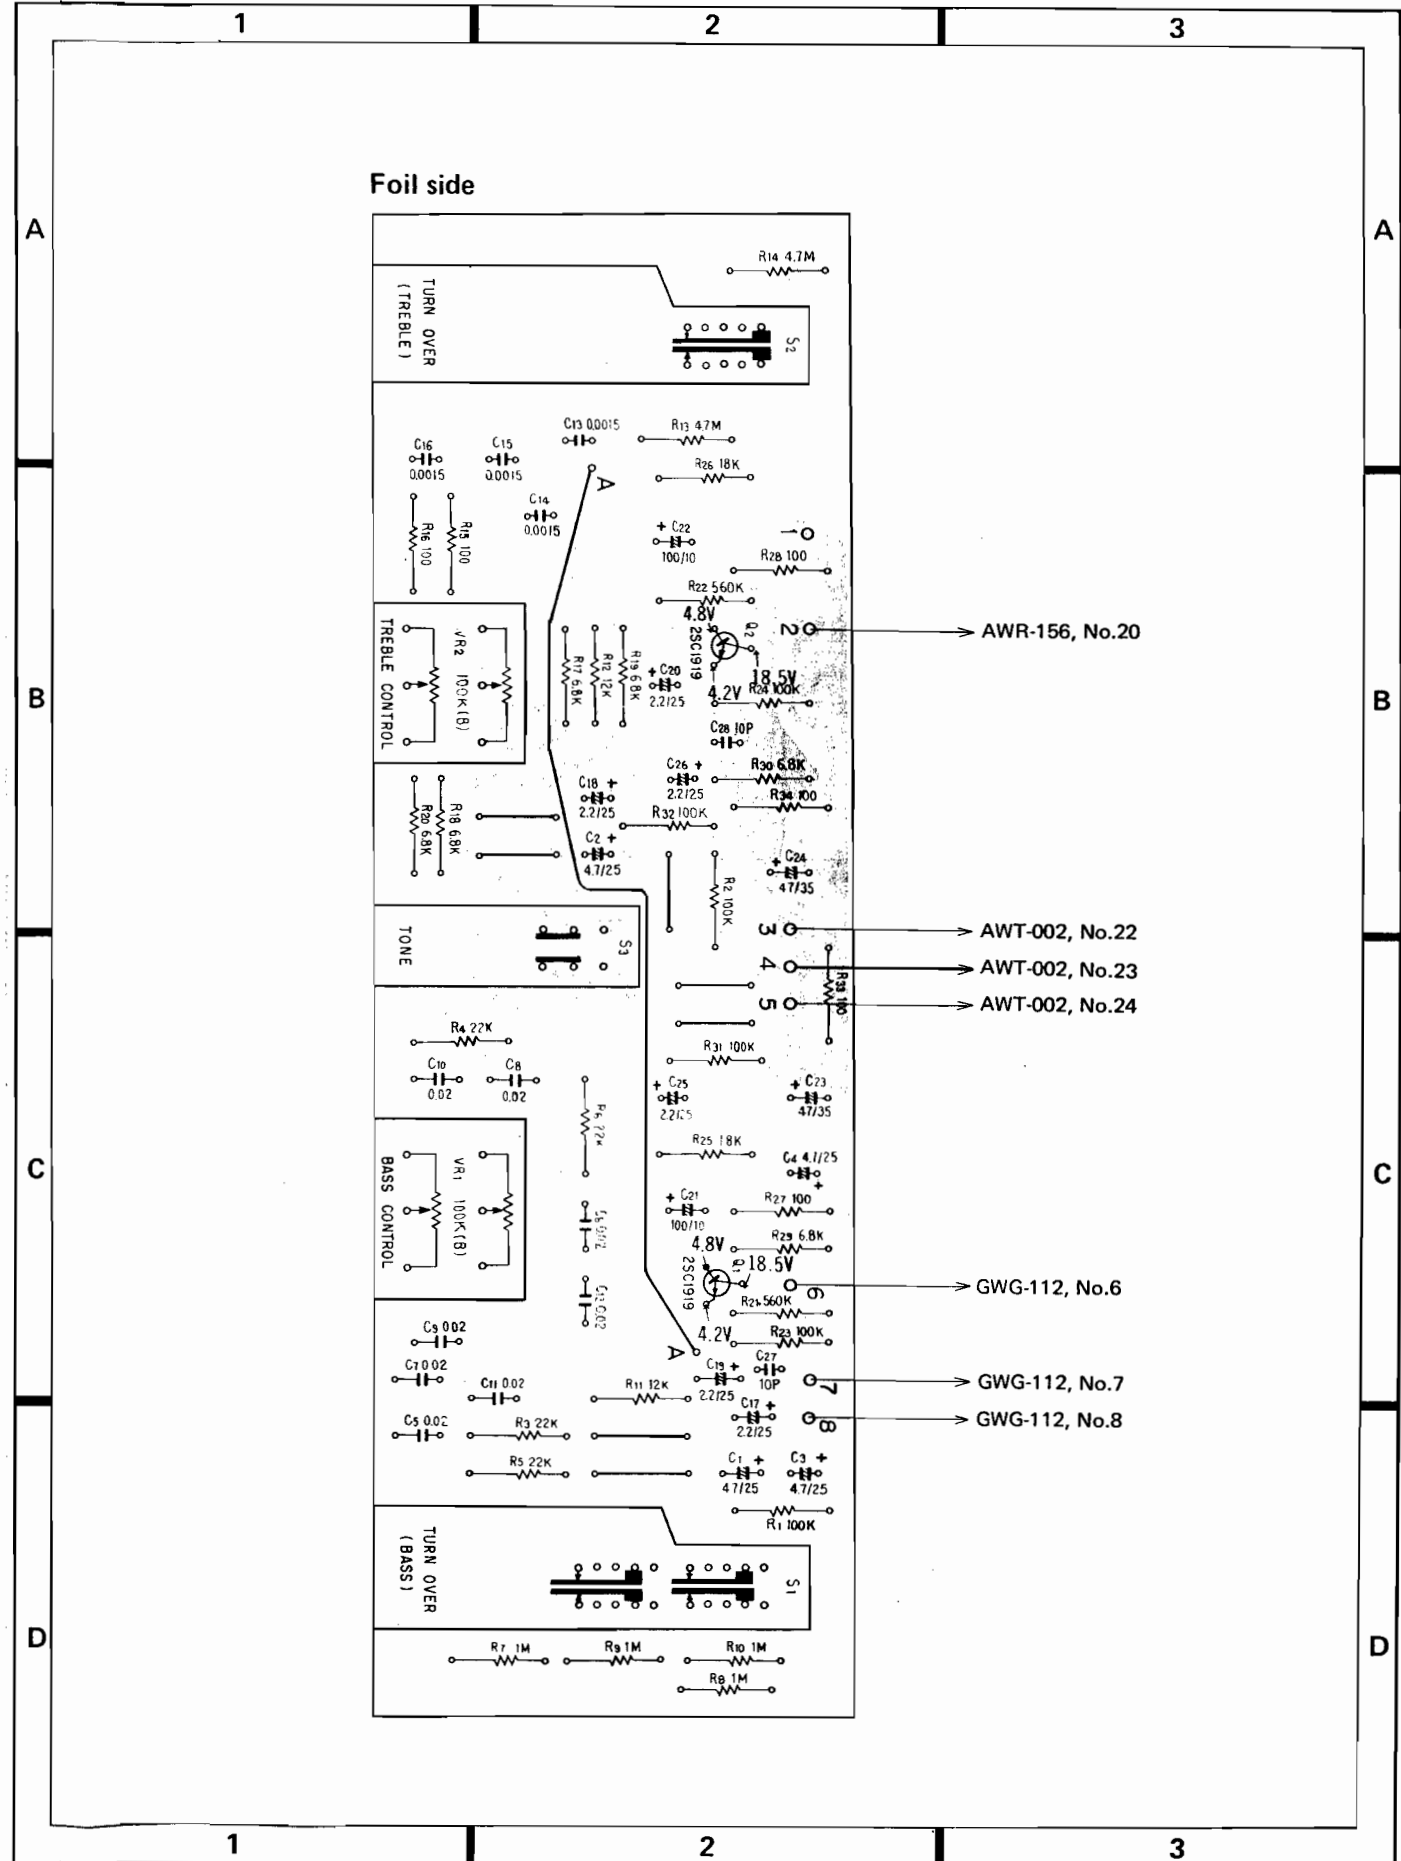 1 2 3
A A
Foil side
R14 4.7M
TURN OVER
(TREBLE)
S2
C13 0.0015
R13 4.7M
C16
0.0015
C15
0.0015
R26 18K
A
C14
0.0015
R16 100
R15 100
+ C22
100/10
1
R28 100
R22 560K
4.8V
Q2
2SC1919
2
AWR-156, No.20
TREBLE CONTROL
VR2 100K(B)
R17 6.8K
R12 12K
R19 6.8K
+ C20
2.2/25
18.5V
4.2V
R24 100K
B B
C28 10P
C26 +
2.2/25
R30 6.8K
C18 +
2.2/25
R34 100
R20 6.8K
R18 6.8K
R32 100K
C2 +
4.7/25
+ C24
47/35
R2 100K
TONE
S3
3
AWT-002, No.22
4
AWT-002, No.23
R33 100
5
AWT-002, No.24
R4 22K
R31 100K
C10
0.02
C8
0.02
+ C25
2.2/25
+ C23
47/35
R6 22K
R25 18K
C4 4.7/25
+
C C
BASS CONTROL
VR1 100K(B)
+ C21
100/10
R27 100
C6 0.02
R29 6.8K
4.8V
Q1
18.5V
2SC1919
6
GWG-112, No.6
R21 560K
C12 0.02
4.2V
R23 100K
C9 0.02
A
C7 0.02
C19 +
2.2/25
C27
10P
7
GWG-112, No.7
C11 0.02
R11 12K
C17 +
2.2/25
8
GWG-112, No.8
C5 0.02
R3 22K
R5 22K
C1 +
4.7/25
C3 +
4.7/25
R1 100K
TURN OVER
(BASS)
S1
D D
R7 1M
R9 1M
R10 1M
R8 1M
1 2 3